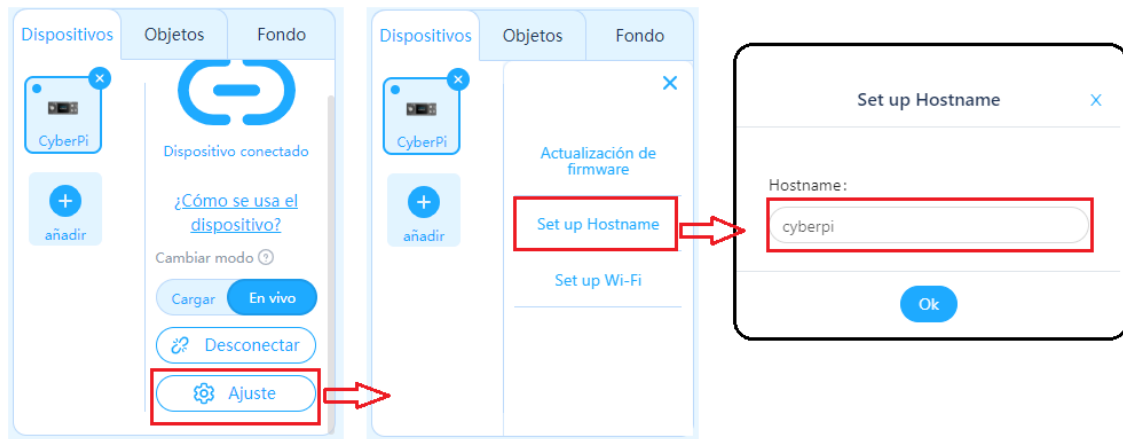 Dispositivos Objetos Fondo
CyberPi
Dispositivo conectado
añadir
¿Cómo se usa el
dispositivo?
Cambiar modo ?
Cargar En vivo
Desconectar
Ajuste
Dispositivos Objetos Fondo
CyberPi
añadir
Actualización de
firmware
Set up Hostname
Set up Wi-Fi
Set up Hostname X
Hostname:
cyberpi
Ok